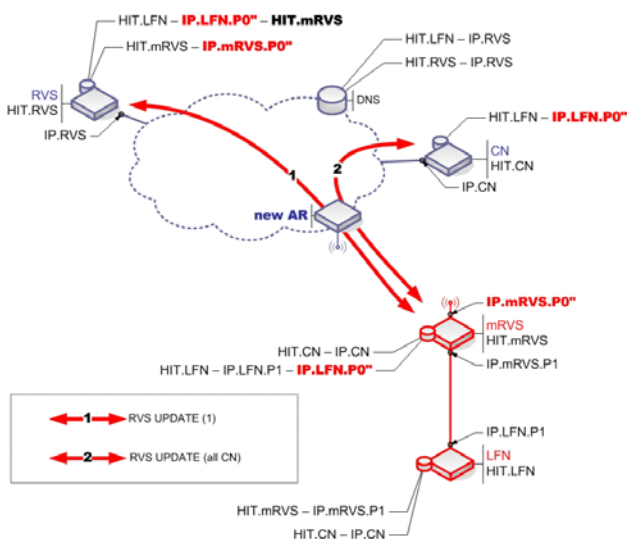 HIT.LFN – IP.LFN.P0" – HIT.mRVS
HIT.mRVS – IP.mRVS.P0"
HIT.LFN – IP.RVS
HIT.RVS – IP.RVS
DNS
RVS
HIT.RVS
IP.RVS
HIT.LFN – IP.LFN.P0"
CN
HIT.CN
IP.CN
1
2
new AR
IP.mRVS.P0"
mRVS
HIT.mRVS
IP.mRVS.P1
HIT.CN – IP.CN
HIT.LFN – IP.LFN.P1 – IP.LFN.P0"
1 RVS UPDATE (1)
2 RVS UPDATE (all CN)
IP.LFN.P1
LFN
HIT.LFN
HIT.mRVS – IP.mRVS.P1
HIT.CN – IP.CN